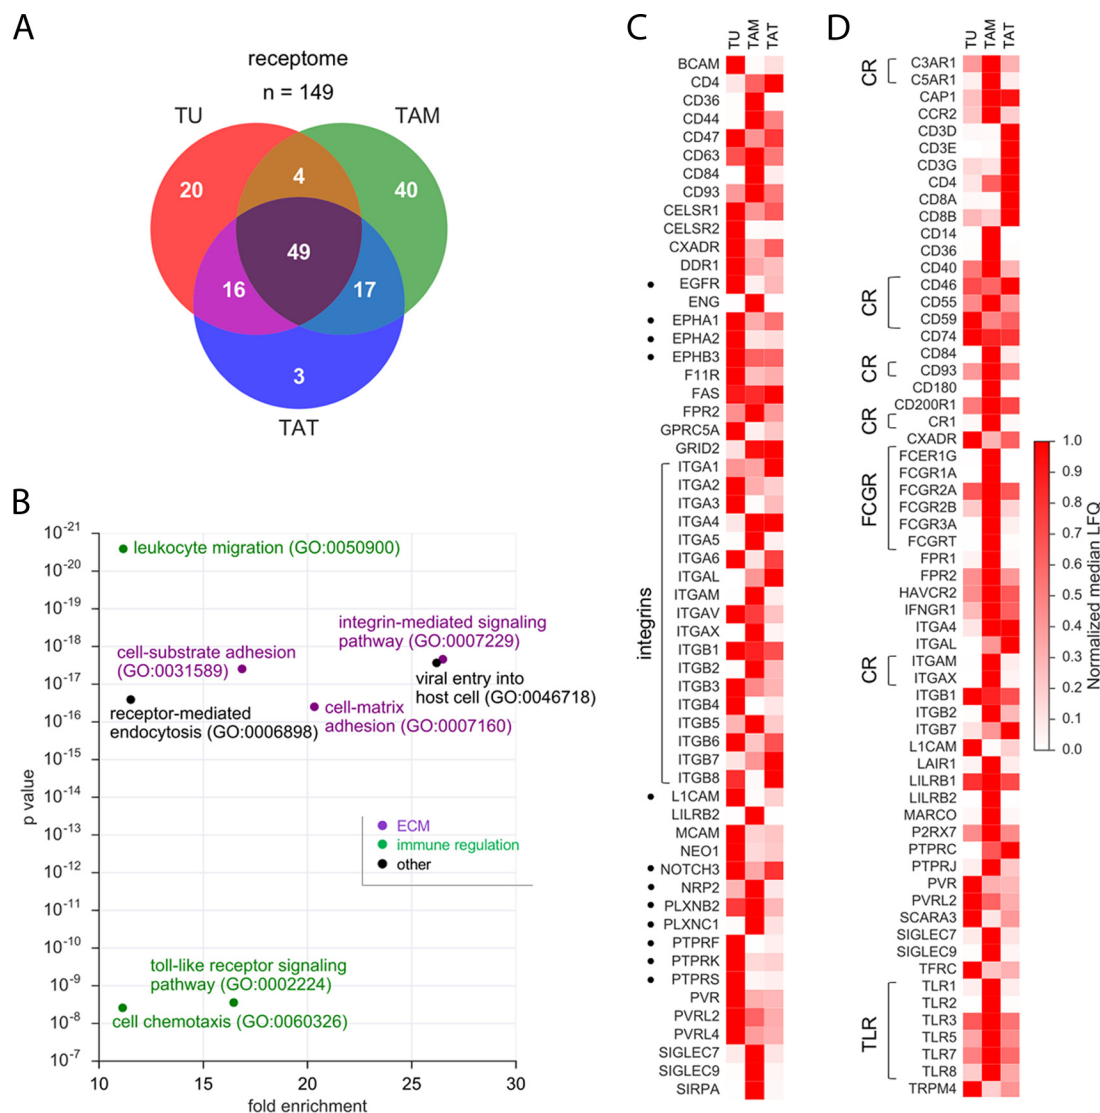 A
receptome
n = 149
TU
TAM
20
4
40
49
16
17
3
TAT
B
10-21
10-20
10-19
10-18
10-17
10-16
10-15
10-14
10-13
10-12
10-11
10-10
10-9
10-8
10-7
p value
leukocyte migration (GO:0050900)
integrin-mediated signaling
pathway (GO:0007229)
cell-substrate adhesion
(GO:0031589)
viral entry into
host cell (GO:0046718)
receptor-mediated
endocytosis (GO:0006898)
cell-matrix
adhesion (GO:0007160)
ECM
immune regulation
other
toll-like receptor signaling
pathway (GO:0002224)
cell chemotaxis (GO:0060326)
10
15
20
25
30
fold enrichment
C
TU
TAM
TAT
BCAM
CD4
CD36
CD44
CD47
CD63
CD84
CD93
CELSR1
CELSR2
CXADR
DDR1
EGFR
ENG
EPHA1
EPHA2
EPHB3
F11R
FAS
FPR2
GPRC5A
GRID2
integrins
ITGA1
ITGA2
ITGA3
ITGA4
ITGA5
ITGA6
ITGAL
ITGAM
ITGAV
ITGAX
ITGB1
ITGB2
ITGB3
ITGB4
ITGB5
ITGB6
ITGB7
ITGB8
L1CAM
LILRB2
MCAM
NEO1
NOTCH3
NRP2
PLXNB2
PLXNC1
PTPRF
PTPRK
PTPRS
PVR
PVRL2
PVRL4
SIGLEC7
SIGLEC9
SIRPA
D
TU
TAM
TAT
CR
C3AR1
C5AR1
CAP1
CCR2
CD3D
CD3E
CD3G
CD4
CD8A
CD8B
CD14
CD36
CD40
CR
CD46
CD55
CD59
CD74
CD84
CR
CD93
CD180
CD200R1
CR
CR1
CXADR
FCGR
FCER1G
FCGR1A
FCGR2A
FCGR2B
FCGR3A
FCGRT
FPR1
FPR2
HAVCR2
IFNGR1
ITGA4
ITGAL
CR
ITGAM
ITGAX
ITGB1
ITGB2
ITGB7
L1CAM
LAIR1
LILRB1
LILRB2
MARCO
P2RX7
PTPRC
PTPRJ
PVR
PVRL2
SCARA3
SIGLEC7
SIGLEC9
TFRC
TLR
TLR1
TLR2
TLR3
TLR5
TLR7
TLR8
TRPM4
1.0
0.9
0.8
0.7
0.6
0.5
0.4
0.3
0.2
0.1
0.0
Normalized median LFQ